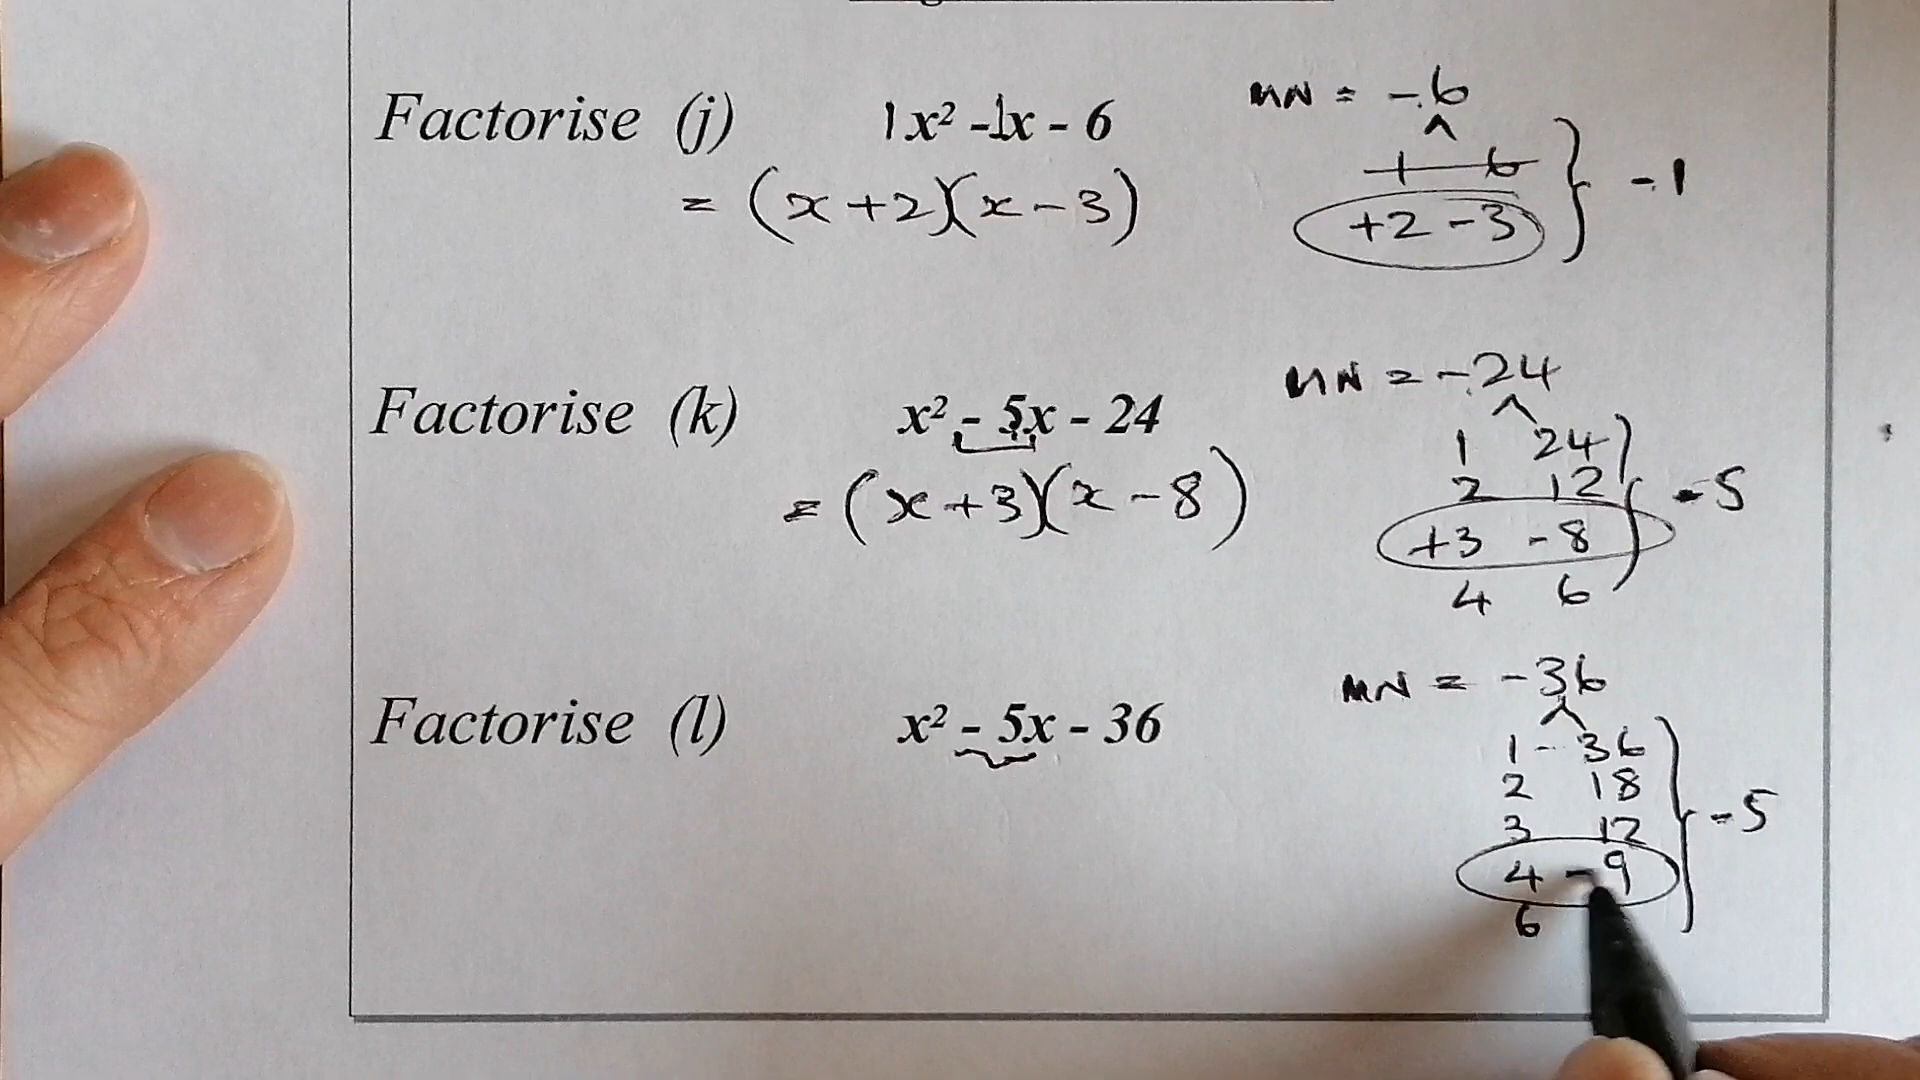 Factorise (j) 1x² -1x - 6 MN = -6
1 6
= (x+2)(x-3) +2 -3 } -1
Factorise (k) x² - 5x - 24 MN = -24
1 24
2 12 } -5
= (x+3)(x-8) +3 -8
4 6
Factorise (l) x² - 5x - 36 MN = -36
1 - 36
2 18
3 12 } -5
4 -9
6